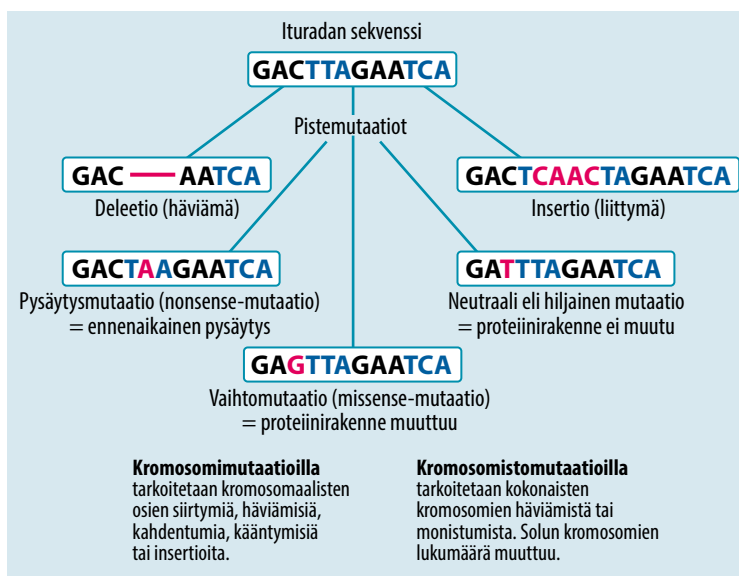 Ituradan sekvenssi
GACTTAGAATCA
Pistemutaatiot
GAC — AATCA
Deleetio (häviämä)
GACTCAACTAGAATCA
Insertio (liittymä)
GACTAAGAATCA
Pysäytysmutaatio (nonsense-mutaatio)
= ennenaikainen pysäytys
GATTTAGAATCA
Neutraali eli hiljainen mutaatio
= proteiinirakenne ei muutu
GAGTTAGAATCA
Vaihtomutaatio (missense-mutaatio)
= proteiinirakenne muuttuu
Kromosomimutaatioilla
tarkoitetaan kromosomaalisten
osien siirtymiä, häviämisiä,
kahdentumia, kääntymisiä
tai insertioita.
Kromosomistomutaatioilla
tarkoitetaan kokonaisten
kromosomien häviämistä tai
monistumista. Solun kromosomien
lukumäärä muuttuu.